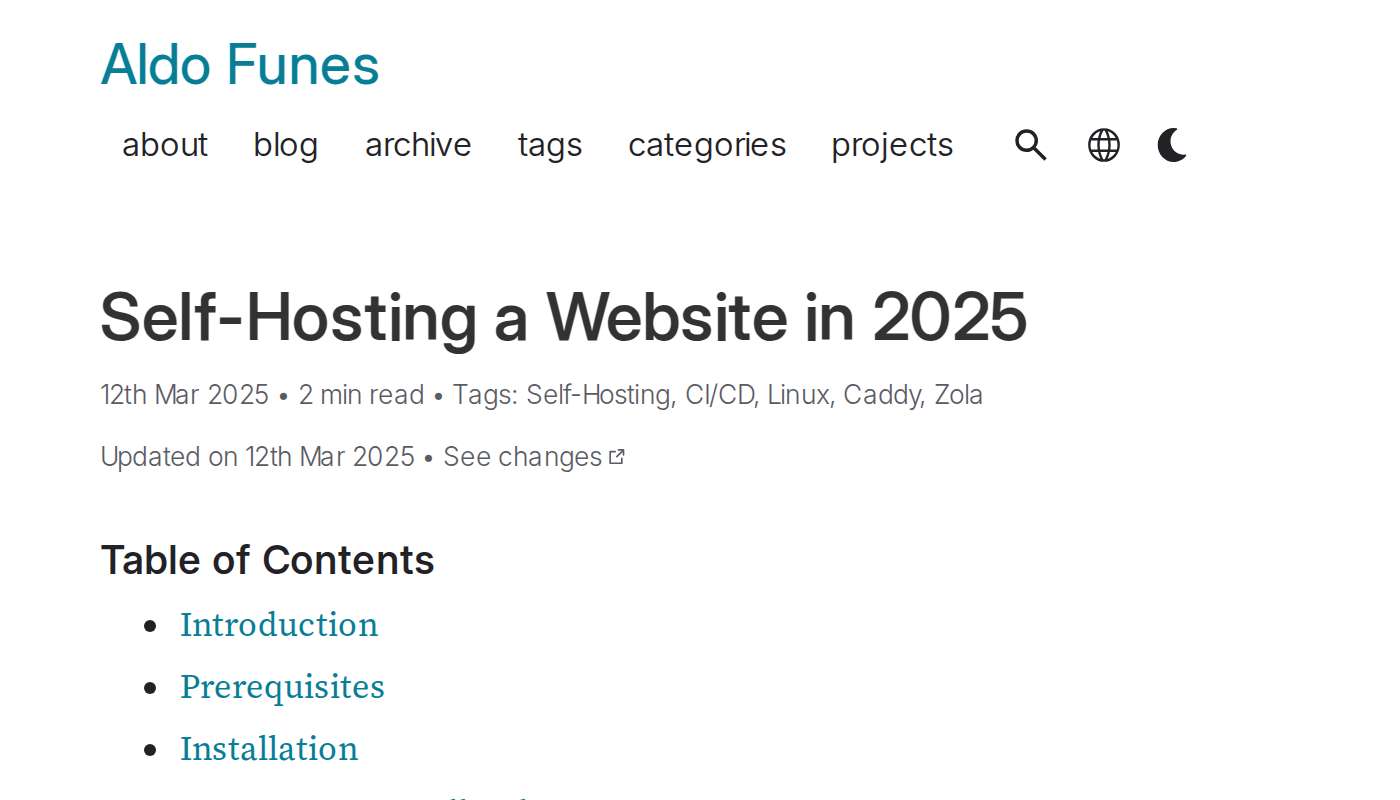 Aldo Funes
about blog archive tags categories projects
Self-Hosting a Website in 2025
12th Mar 2025 • 2 min read • Tags: Self-Hosting, CI/CD, Linux, Caddy, Zola
Updated on 12th Mar 2025 • See changes
Table of Contents
• Introduction
• Prerequisites
• Installation